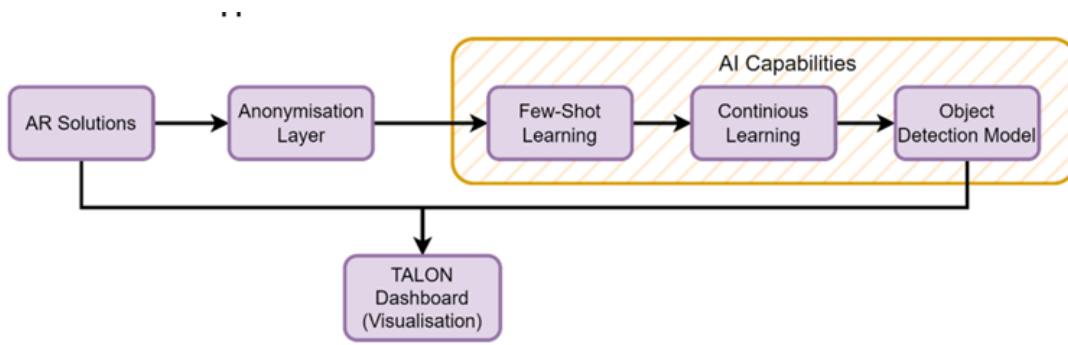 AI Capabilities
AR Solutions
Anonymisation
Layer
Few-Shot
Learning
Continious
Learning
Object
Detection Model
TALON
Dashboard
(Visualisation)